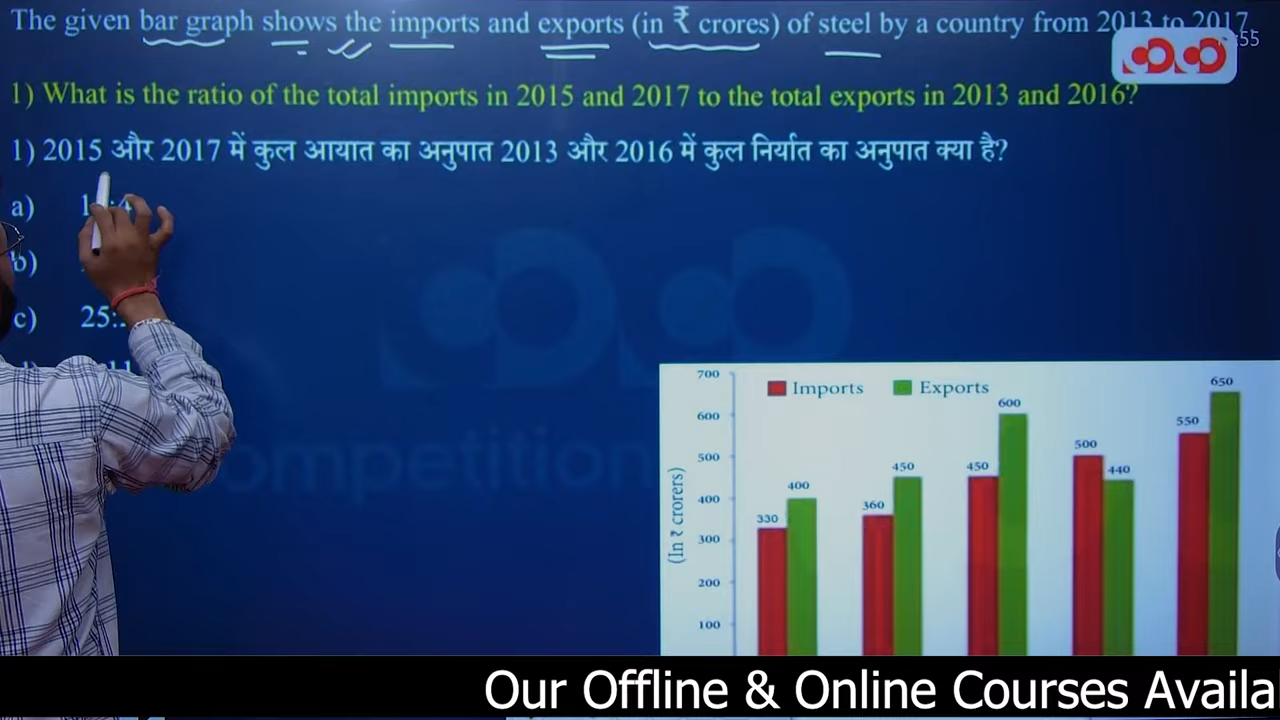 The given bar graph shows the imports and exports (in ₹ crores) of steel by a country from 2013 to 2017.
:55
1) What is the ratio of the total imports in 2015 and 2017 to the total exports in 2013 and 2016?
1) 2015 और 2017 में कुल आयात का अनुपात 2013 और 2016 में कुल निर्यात का अनुपात क्या है?
a)
b)
c) 25:
ompetition
700 Imports Exports 650
600 600
550
500 500
450 450 440
400 400
360
330
300
200
100
(In ₹ crorers)
Our Offline & Online Courses Availa